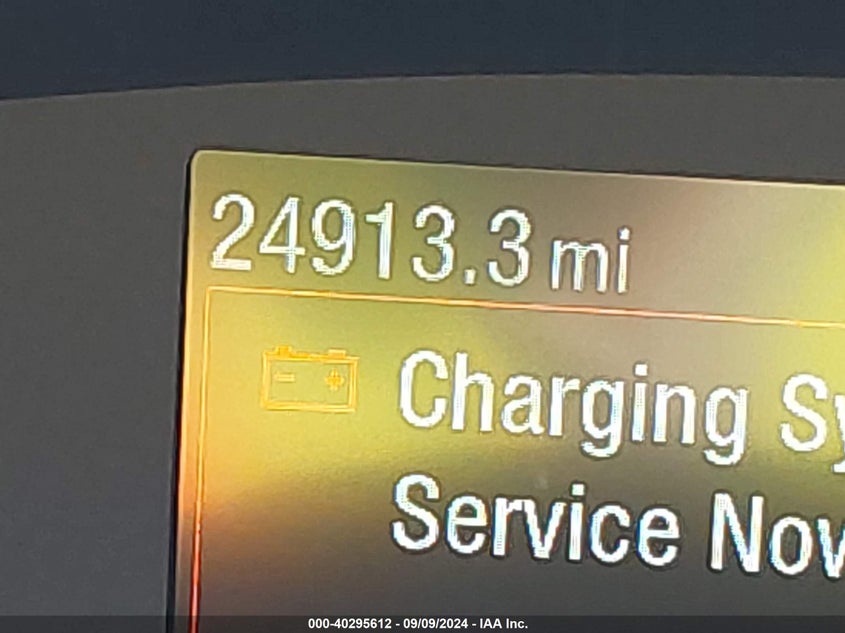 24913.3 mi
Charging Sy
Service Nov
000-40295612 - 09/09/2024 - IAA Inc.